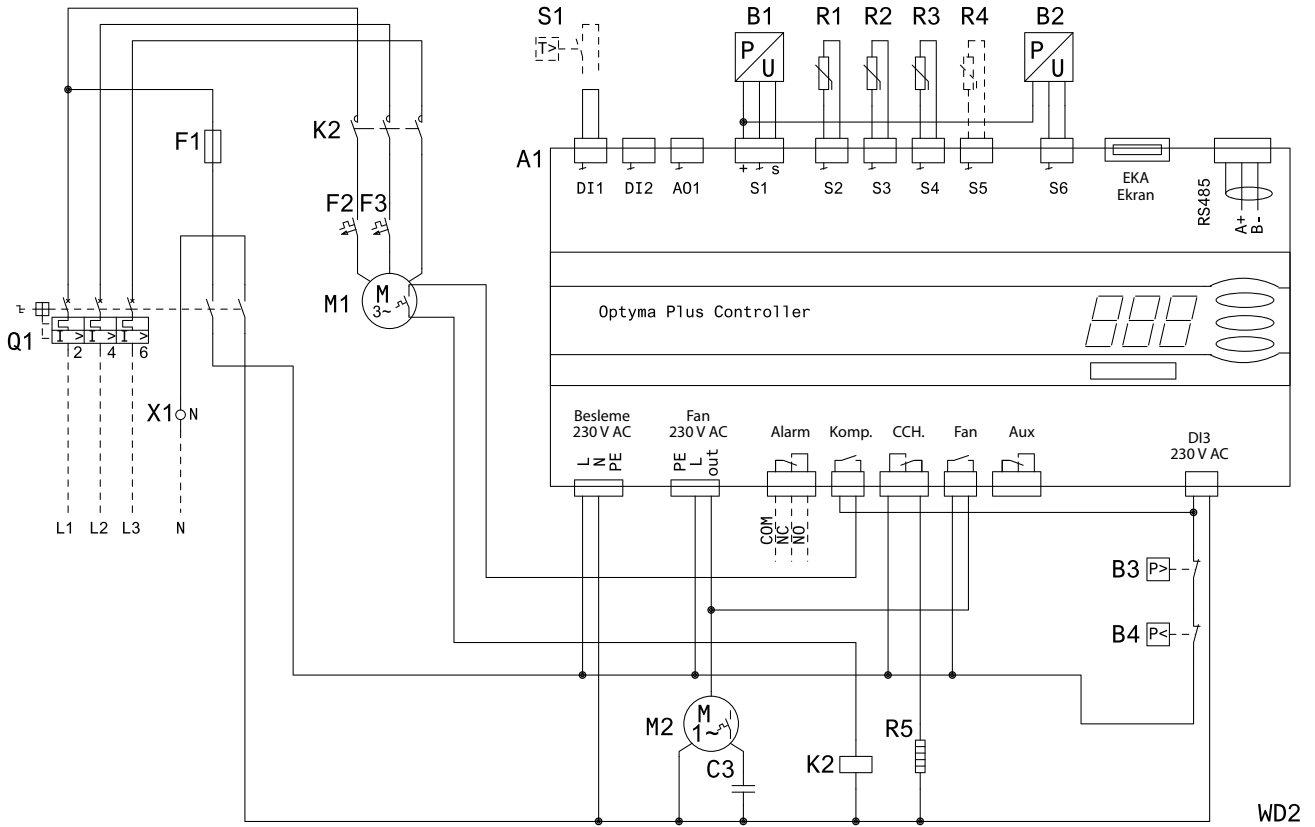 S1 B1 R1 R2 R3 R4 B2
T> P U P U
F1 K2 A1
+ s
DI1 DI2 AO1 S1 S2 S3 S4 S5 S6 EKA Ekran RS485 A+ B-
F2 F3
M1 M 3~
Optyma Plus Controller
Q1 I > I > I >
2 4 6
X1 N
Besleme 230 V AC
Fan 230 V AC
Alarm Komp. CCH. Fan Aux
DI3 230 V AC
L N PE
PE L out
L1 L2 L3 N
COM NC NO
B3 P>
B4 P<
M2 M 1~
R5
C3 K2
WD2